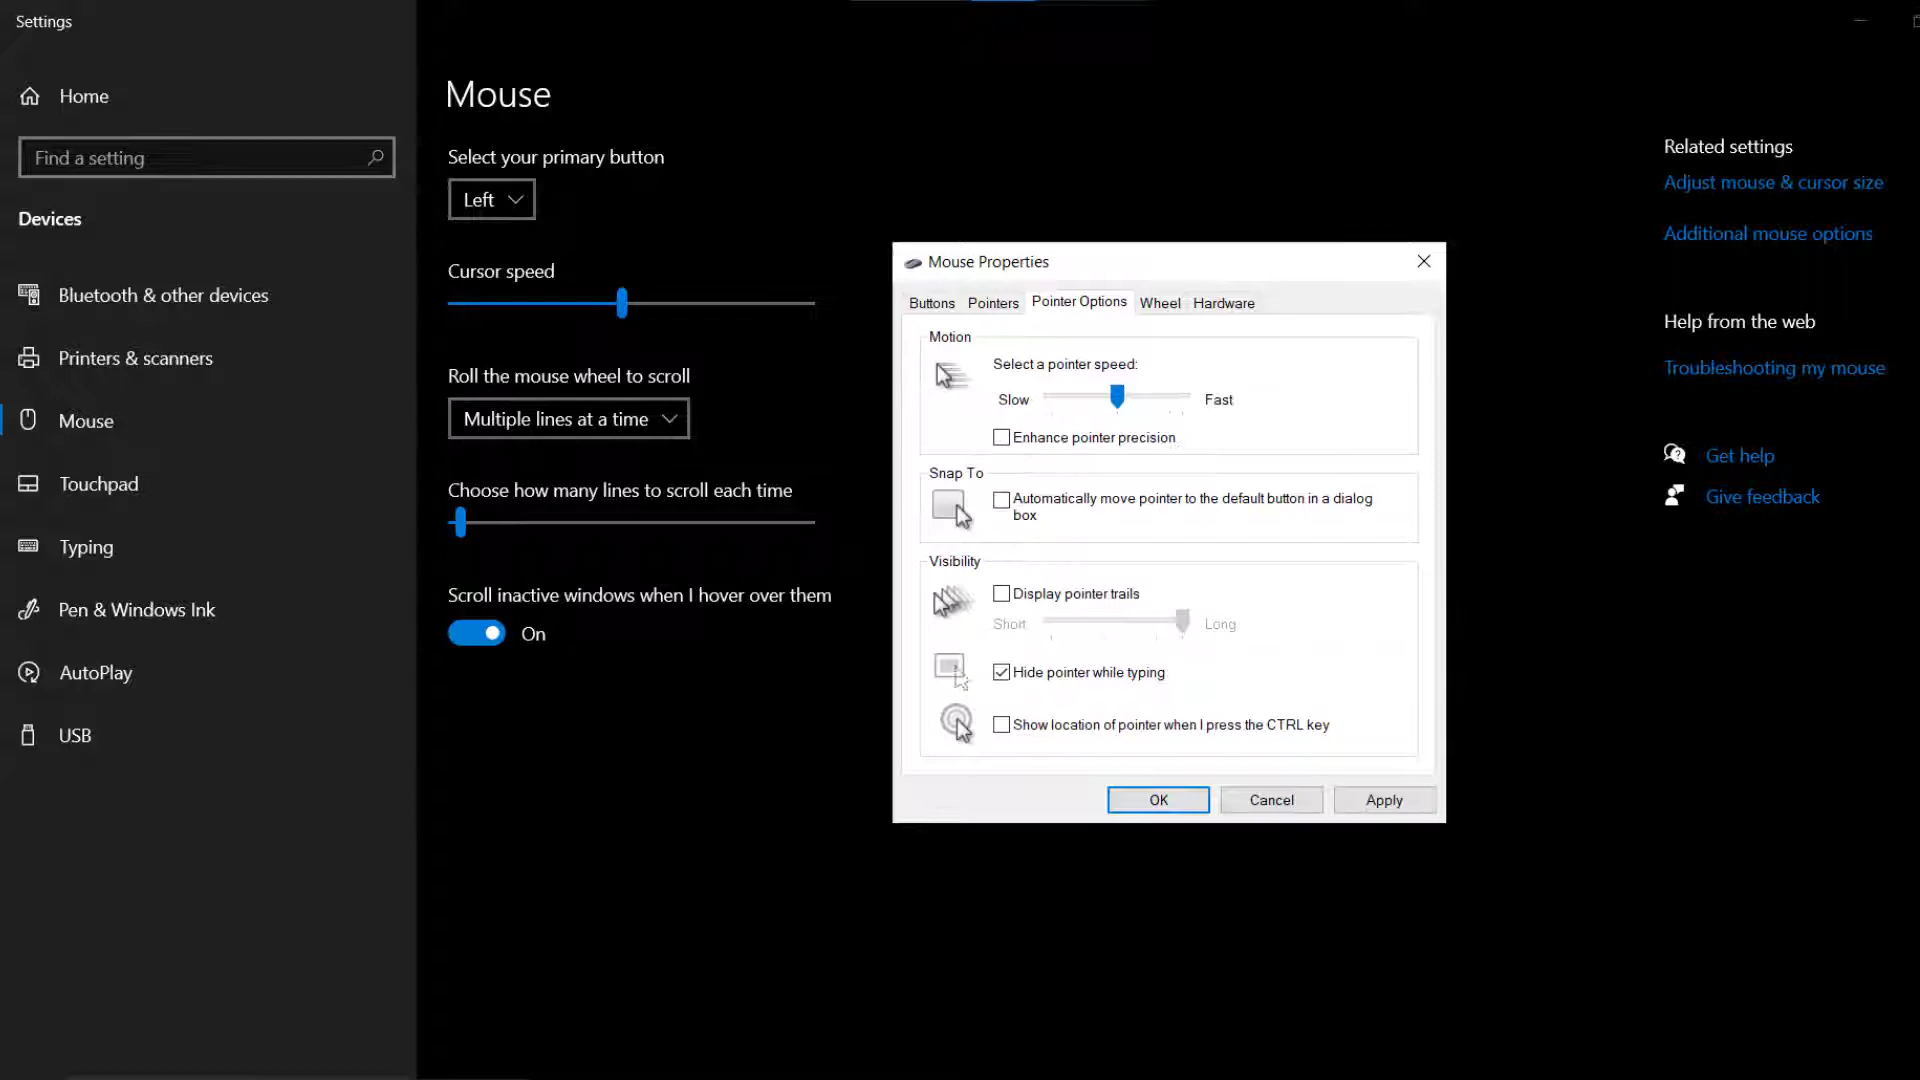 Settings
Home
Find a setting
Devices
Bluetooth & other devices
Printers & scanners
Mouse
Touchpad
Typing
Pen & Windows Ink
AutoPlay
USB
Mouse
Select your primary button
Left
Cursor speed
Roll the mouse wheel to scroll
Multiple lines at a time
Choose how many lines to scroll each time
Scroll inactive windows when I hover over them
On
Mouse Properties
Buttons Pointers Pointer Options Wheel Hardware
Motion
Select a pointer speed:
Slow Fast
Enhance pointer precision
Snap To
Automatically move pointer to the default button in a dialog
box
Visibility
Display pointer trails
Short Long
Hide pointer while typing
Show location of pointer when I press the CTRL key
OK Cancel Apply
Related settings
Adjust mouse & cursor size
Additional mouse options
Help from the web
Troubleshooting my mouse
Get help
Give feedback